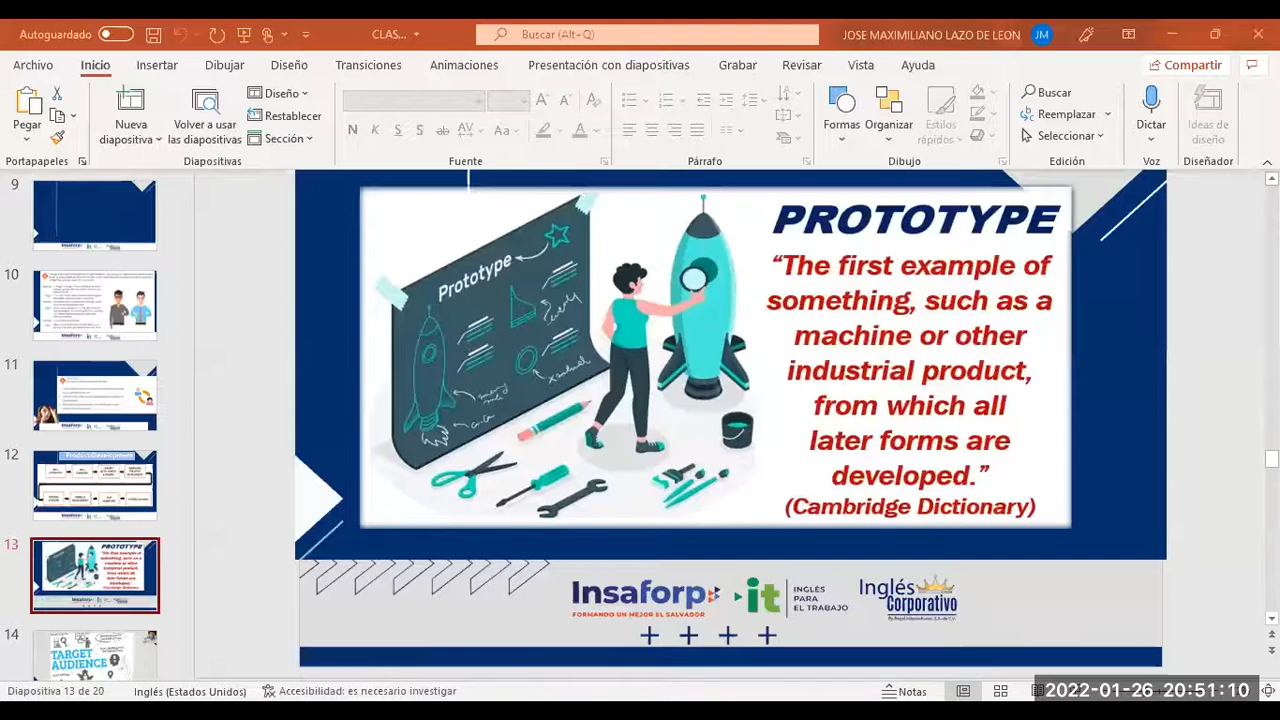 Autoguardado
CLAS...
Buscar (Alt+Q)
JOSE MAXIMILIANO LAZO DE LEON
JM
Archivo
Inicio
Insertar
Dibujar
Diseño
Transiciones
Animaciones
Presentación con diapositivas
Grabar
Revisar
Vista
Ayuda
Compartir
Pegar
Nueva
diapositiva
Volver a usar
las diapositivas
Diseño
Restablecer
Sección
N K S S ab AV Aa A
Formas
Organizar
Estilos
rápidos
Buscar
Reemplazar
Seleccionar
Dictar
Ideas de
diseño
Portapapeles
Diapositivas
Fuente
Párrafo
Dibujo
Edición
Voz
Diseñador
9
10
11
12
Product Development
13
14
TARGET
AUDIENCE
Prototype
PROTOTYPE
“The first example of
something, such as a
machine or other
industrial product,
from which all
later forms are
developed.”
(Cambridge Dictionary)
Insaforp
FORMANDO UN MEJOR EL SALVADOR
it
INGLÉS
PARA
EL TRABAJO
Inglés
Corporativo
Diapositiva 13 de 20
Inglés (Estados Unidos)
Accesibilidad: es necesario investigar
Notas
2022-01-26 20:51:10